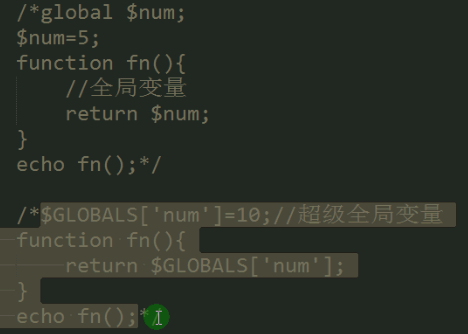 /*global $num;
$num=5;
function fn(){
//全局变量
return $num;
}
echo fn();*/
/*$GLOBALS['num']=10;//超级全局变量
function fn(){
return $GLOBALS['num'];
}
echo fn();*/